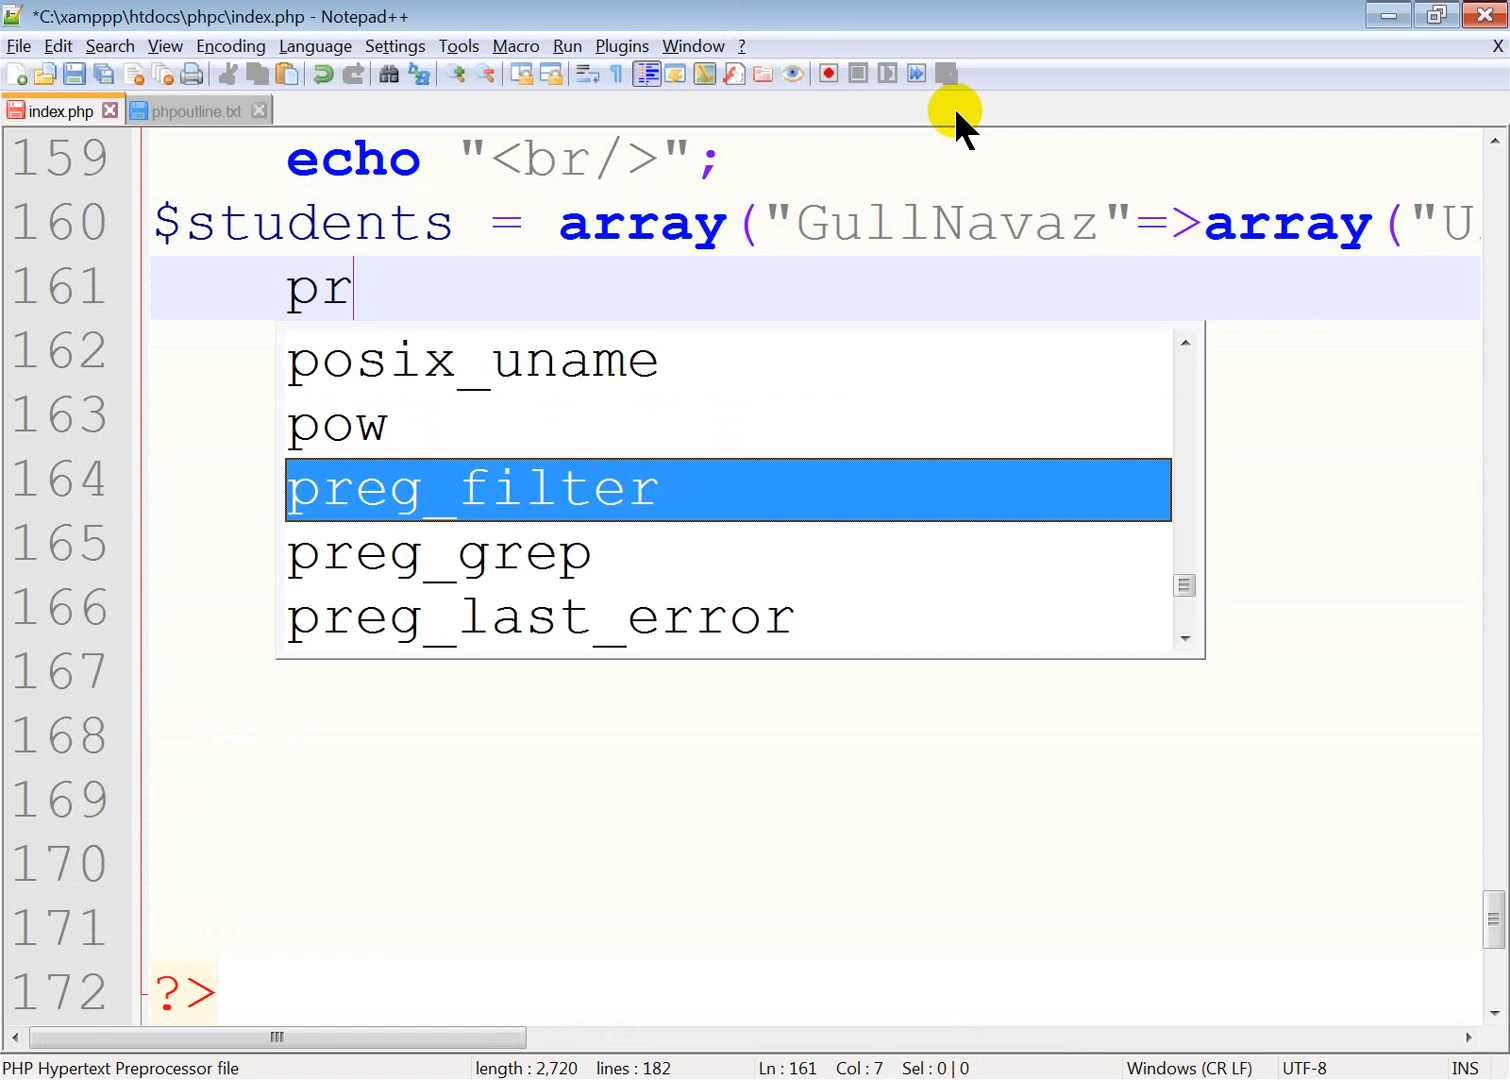 *C:\xamppp\htdocs\phpc\index.php - Notepad++
File Edit Search View Encoding Language Settings Tools Macro Run Plugins Window ? X
index.php phpoutline.txt
159 echo "<br/>";
160 $students = array("GullNavaz"=>array("U
161 pr
162 posix_uname
163 pow
164 preg_filter
165 preg_grep
166 preg_last_error
167
168
169
170
171
172 ?>
PHP Hypertext Preprocessor file length : 2,720 lines : 182 Ln : 161 Col : 7 Sel : 0 | 0 Windows (CR LF) UTF-8 INS